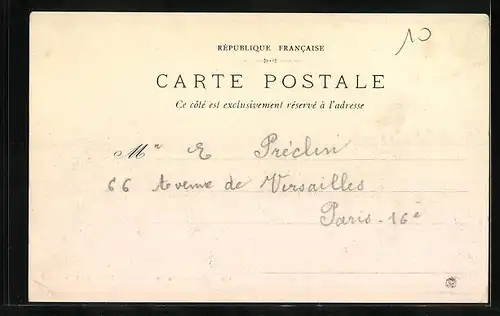 10
RÉPUBLIQUE FRANÇAISE
CARTE POSTALE
Ce côté est exclusivement réservé à l'adresse
Mr E Préclin
66 Avenue de Versailles
Paris - 16e